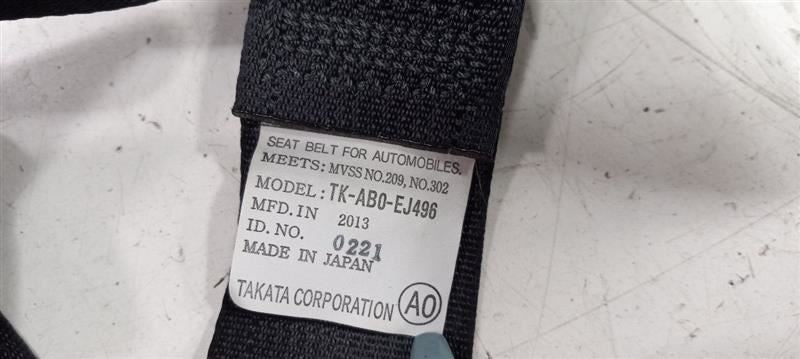 SEAT BELT FOR AUTOMOBILES.
MEETS: MVSS NO.209, NO.302
MODEL: TK-AB0-EJ496
MFD. IN 2013
ID. NO. 0221
MADE IN JAPAN
TAKATA CORPORATION AO